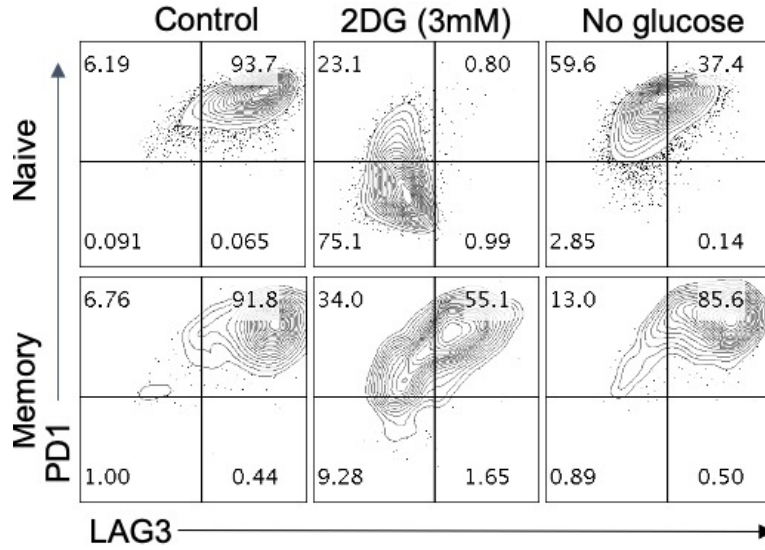 Control 2DG (3mM) No glucose
Naive
6.19 93.7 23.1 0.80 59.6 37.4
0.091 0.065 75.1 0.99 2.85 0.14
Memory
6.76 91.8 34.0 55.1 13.0 85.6
1.00 0.44 9.28 1.65 0.89 0.50
PD1
LAG3